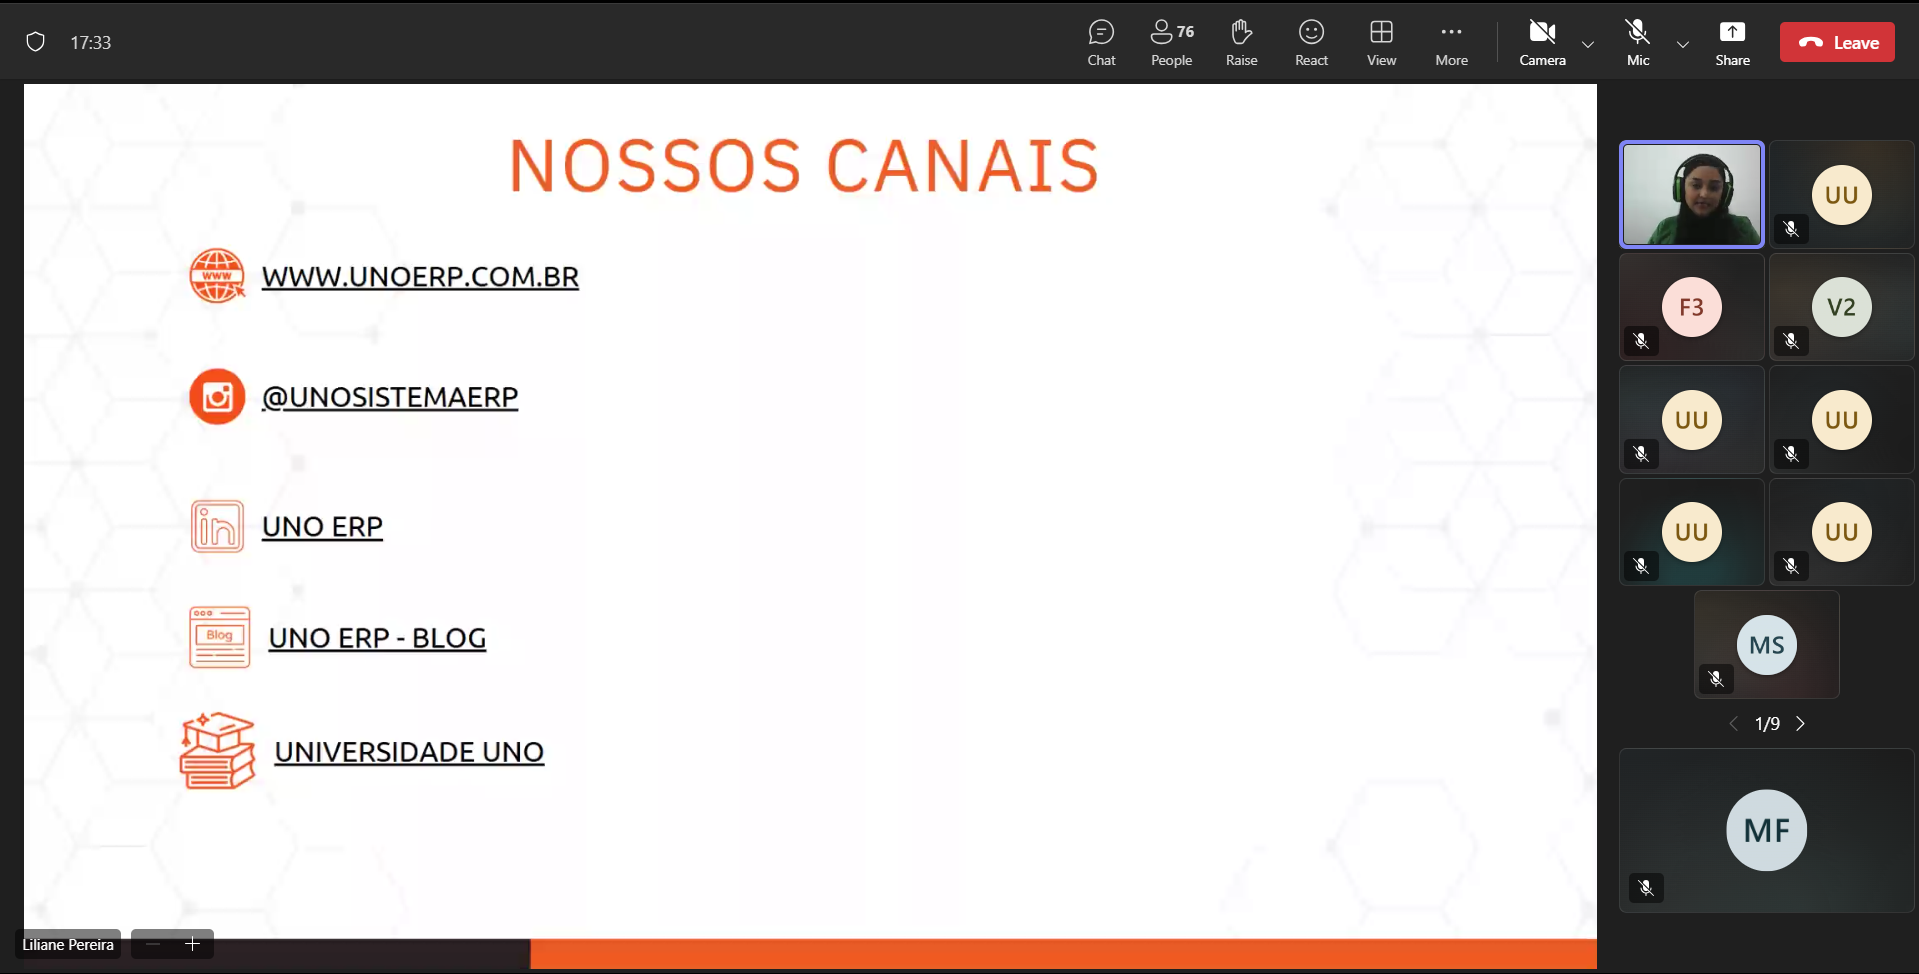 17:33
Chat
76
People
Raise
React
View
More
Camera
Mic
Share
Leave
NOSSOS CANAIS
www
WWW.UNOERP.COM.BR
@UNOSISTEMAERP
in
UNO ERP
Blog
UNO ERP - BLOG
UNIVERSIDADE UNO
Liliane Pereira
UU
F3
V2
UU
UU
UU
UU
MS
1/9
MF